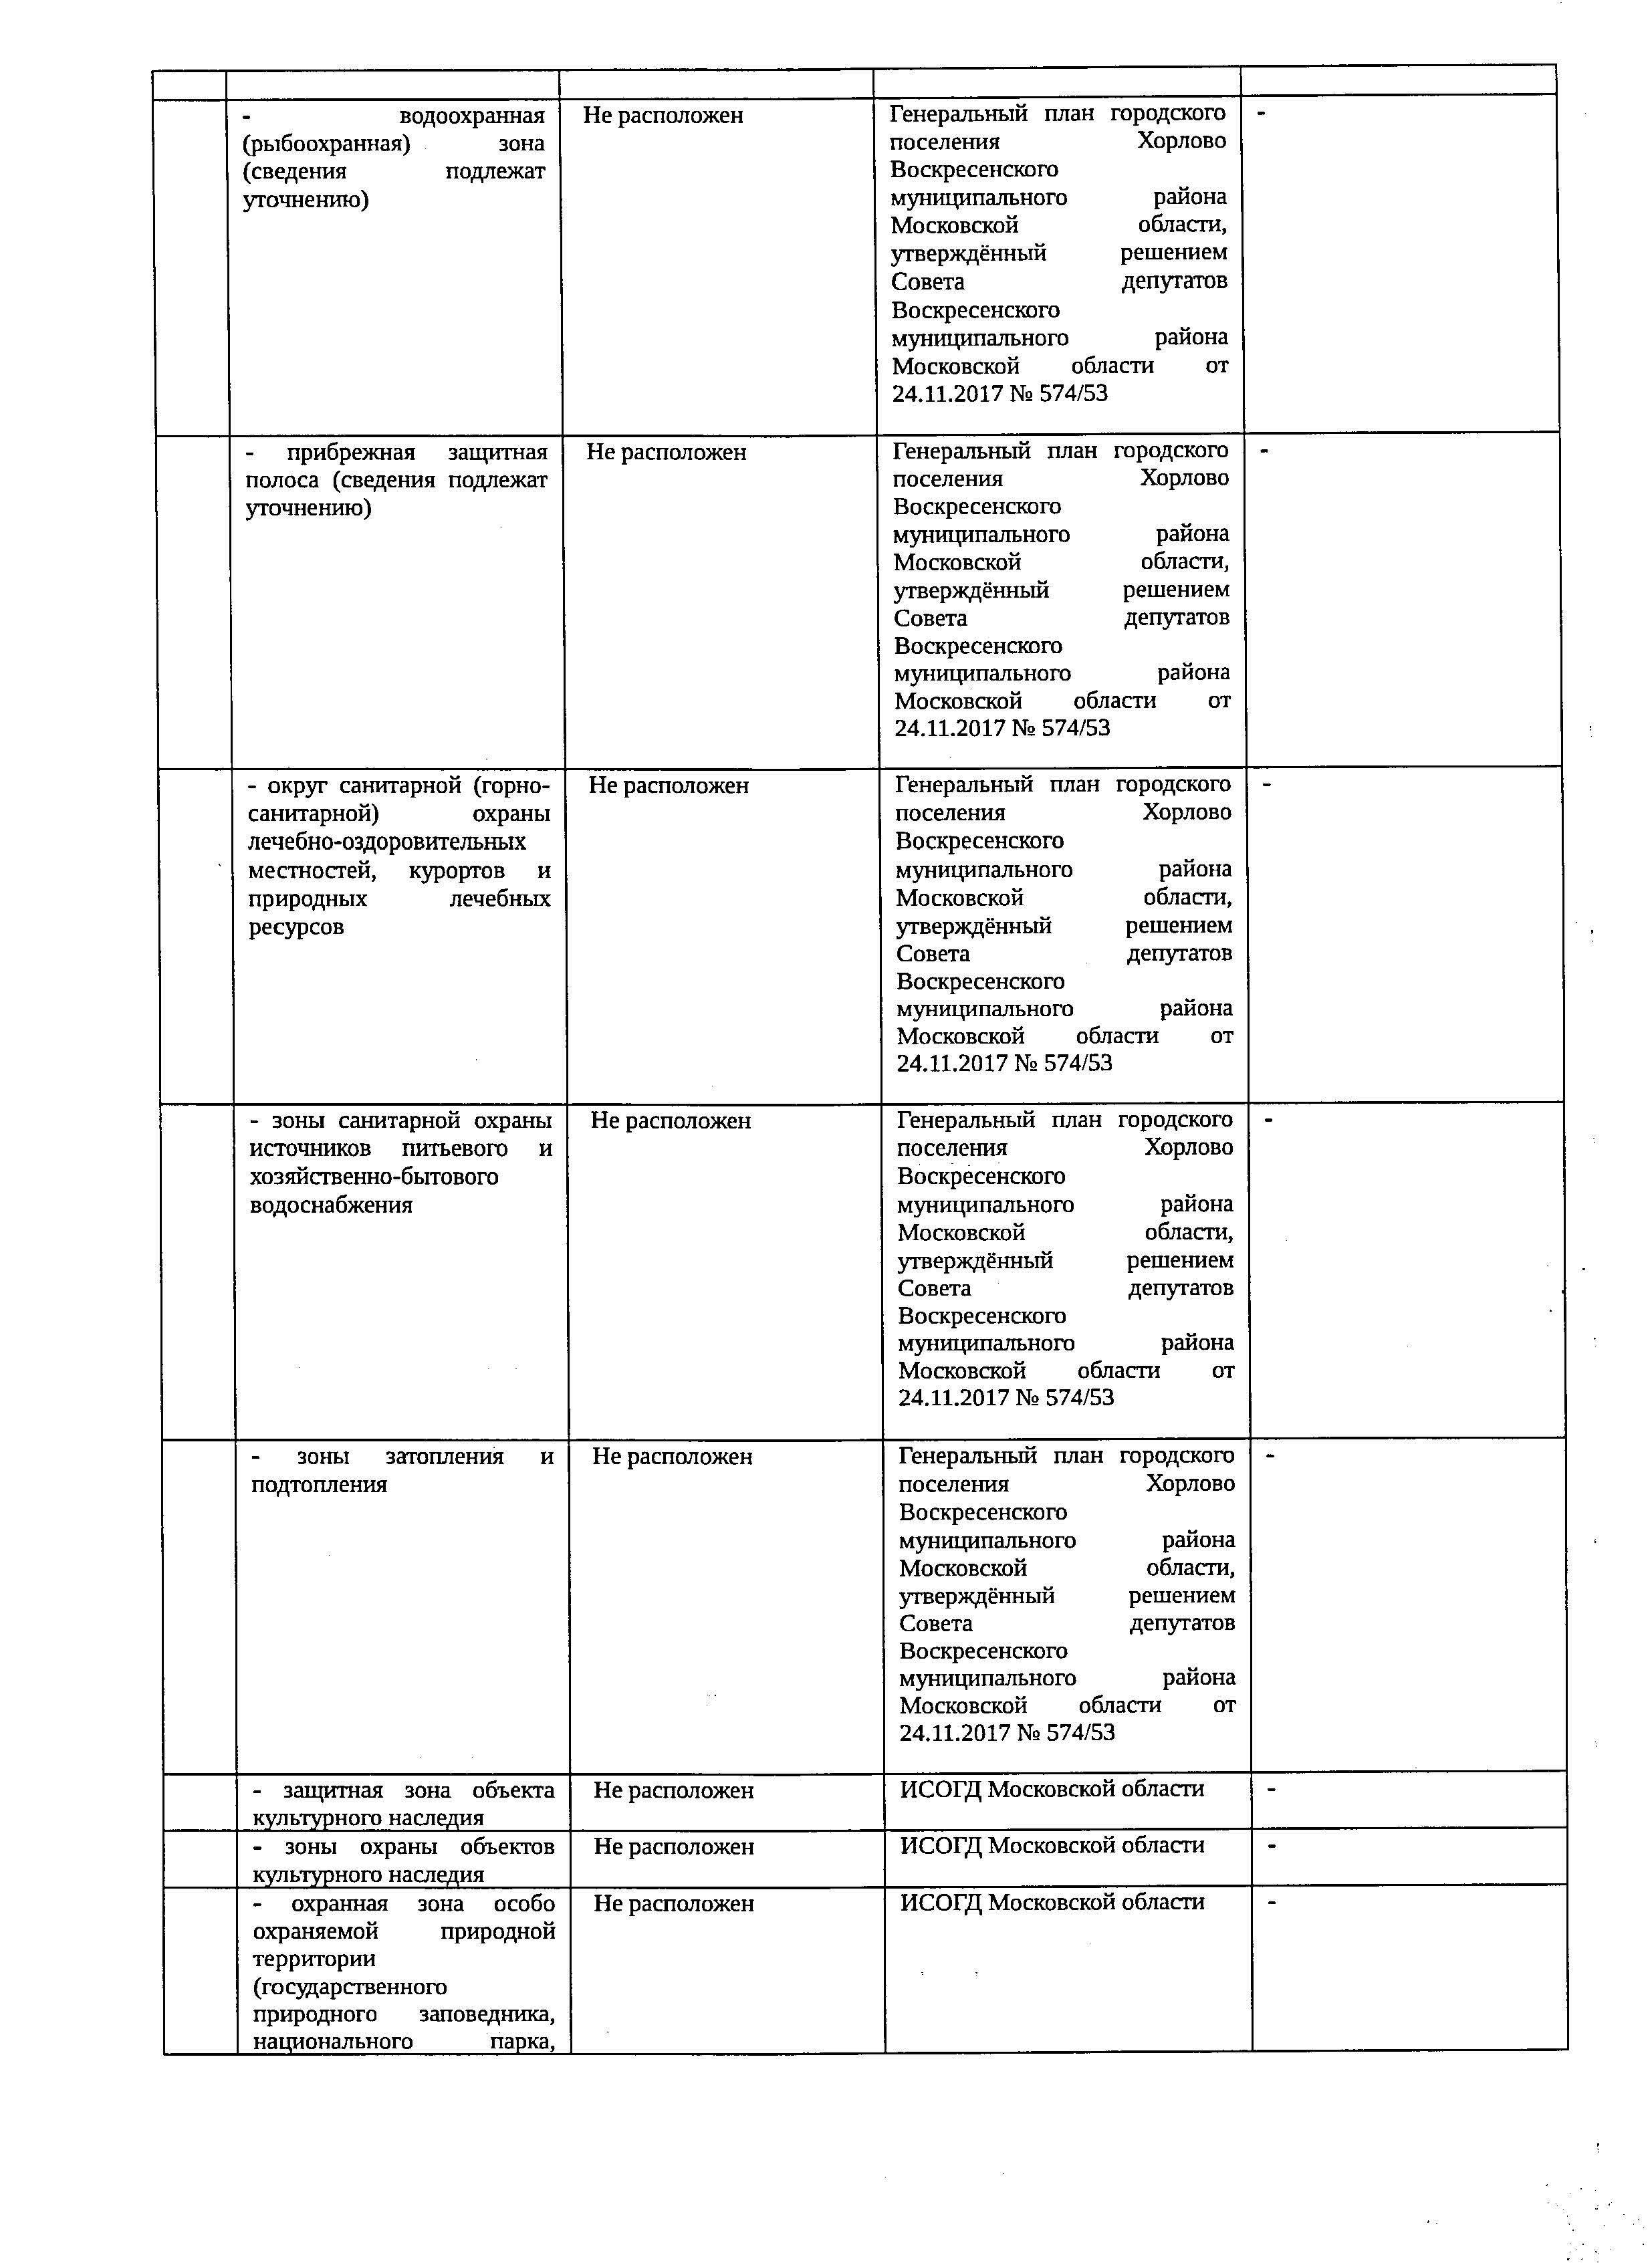 - водоохранная
(рыбоохранная) зона
(сведения подлежат
уточнению)
Не расположен
Генеральный план городского
поселения Хорлово
Воскресенского
муниципального района
Московской области,
утверждённый решением
Совета депутатов
Воскресенского
муниципального района
Московской области от
24.11.2017 № 574/53
-
- прибрежная защитная
полоса (сведения подлежат
уточнению)
Не расположен
Генеральный план городского
поселения Хорлово
Воскресенского
муниципального района
Московской области,
утверждённый решением
Совета депутатов
Воскресенского
муниципального района
Московской области от
24.11.2017 № 574/53
-
- округ санитарной (горно-
санитарной) охраны
лечебно-оздоровительных
местностей, курортов и
природных лечебных
ресурсов
Не расположен
Генеральный план городского
поселения Хорлово
Воскресенского
муниципального района
Московской области,
утверждённый решением
Совета депутатов
Воскресенского
муниципального района
Московской области от
24.11.2017 № 574/53
-
- зоны санитарной охраны
источников питьевого и
хозяйственно-бытового
водоснабжения
Не расположен
Генеральный план городского
поселения Хорлово
Воскресенского
муниципального района
Московской области,
утверждённый решением
Совета депутатов
Воскресенского
муниципального района
Московской области от
24.11.2017 № 574/53
-
- зоны затопления и
подтопления
Не расположен
Генеральный план городского
поселения Хорлово
Воскресенского
муниципального района
Московской области,
утверждённый решением
Совета депутатов
Воскресенского
муниципального района
Московской области от
24.11.2017 № 574/53
-
- защитная зона объекта
культурного наследия
Не расположен
ИСОГД Московской области
-
- зоны охраны объектов
культурного наследия
Не расположен
ИСОГД Московской области
-
- охранная зона особо
охраняемой природной
территории
(государственного
природного заповедника,
национального парка,
Не расположен
ИСОГД Московской области
-